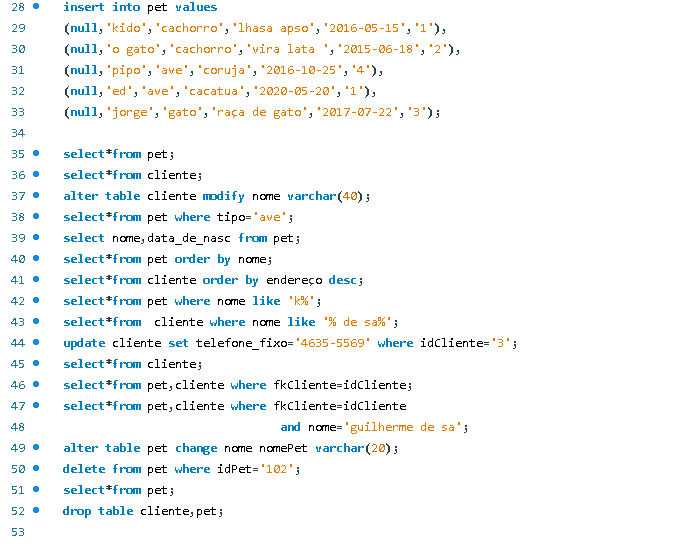 28 insert into pet values
29 (null,'kido','cachorro','lhasa apso','2016-05-15','1'),
30 (null,'o gato','cachorro','vira lata ','2015-06-18','2'),
31 (null,'pipo','ave','coruja','2016-10-25','4'),
32 (null,'ed','ave','cacatua','2020-05-20','1'),
33 (null,'jorge','gato','raça de gato','2017-07-22','3');
34
35 select*from pet;
36 select*from cliente;
37 alter table cliente modify nome varchar(40);
38 select*from pet where tipo='ave';
39 select nome,data_de_nasc from pet;
40 select*from pet order by nome;
41 select*from cliente order by endereço desc;
42 select*from pet where nome like 'k%';
43 select*from  cliente where nome like '% de sa%';
44 update cliente set telefone_fixo='4635-5569' where idCliente='3';
45 select*from cliente;
46 select*from pet,cliente where fkCliente=idCliente;
47 select*from pet,cliente where fkCliente=idCliente
48 and nome='guilherme de sa';
49 alter table pet change nome nomePet varchar(20);
50 delete from pet where idPet='102';
51 select*from pet;
52 drop table cliente,pet;
53